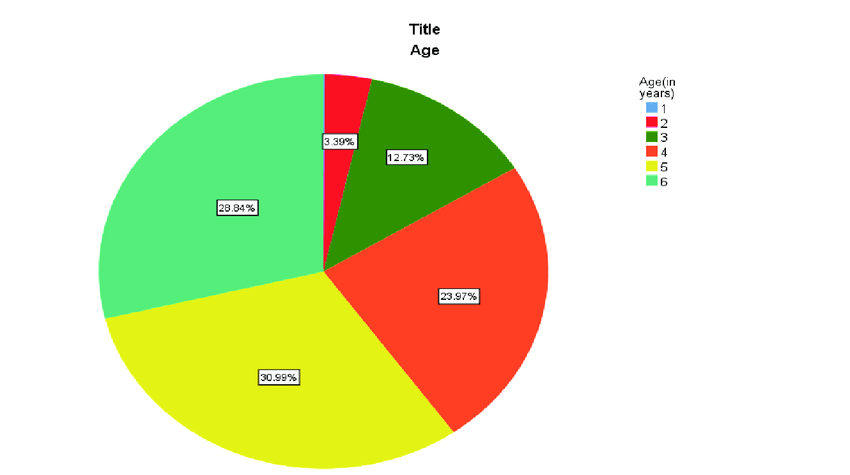 Title
Age
Age(in
years)
1
2
3
4
5
6
3.39%
12.73%
28.84%
23.97%
30.99%